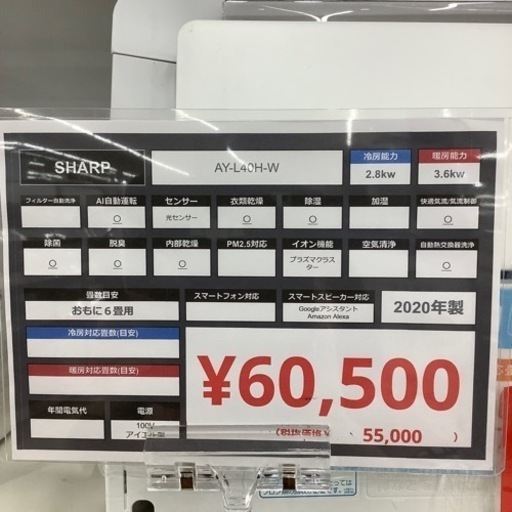 SHARP
AY-L40H-W
冷房能力
2.8kw
暖房能力
3.6kw
フィルター自動洗浄
AI自動運転
○
センサー
光センサー
衣類乾燥
○
除湿
○
加湿
快適気流/気流制御
○
除菌
○
脱臭
○
内部乾燥
○
PM2.5対応
イオン機能
プラズマクラスター
空気清浄
自動熱交換器洗浄
○
畳数目安
おもに6畳用
スマートフォン対応
スマートスピーカー対応
Googleアシスタント
Amazon Alexa
2020年製
冷房対応畳数(目安)
暖房対応畳数(目安)
¥60,500
(税抜価格¥ 55,000 )
年間電気代
電源
100V